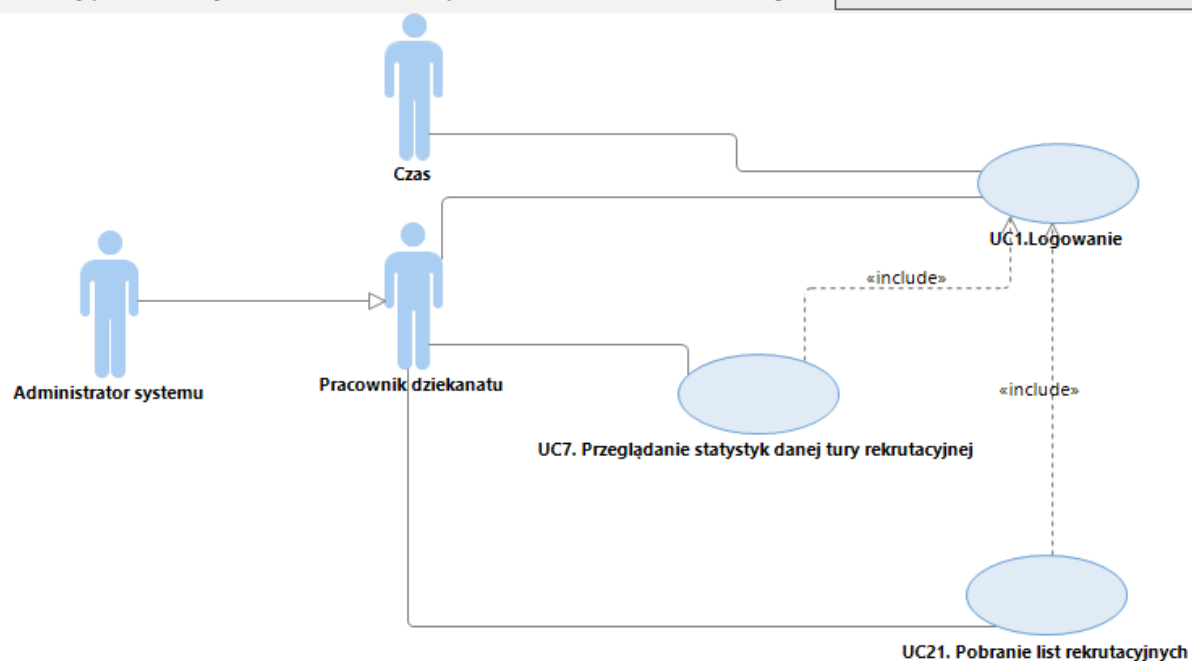 Czas
UC1.Logowanie
«include»
Administrator systemu
Pracownik dziekanatu
«include»
UC7. Przeglądanie statystyk danej tury rekrutacyjnej
UC21. Pobranie list rekrutacyjnych